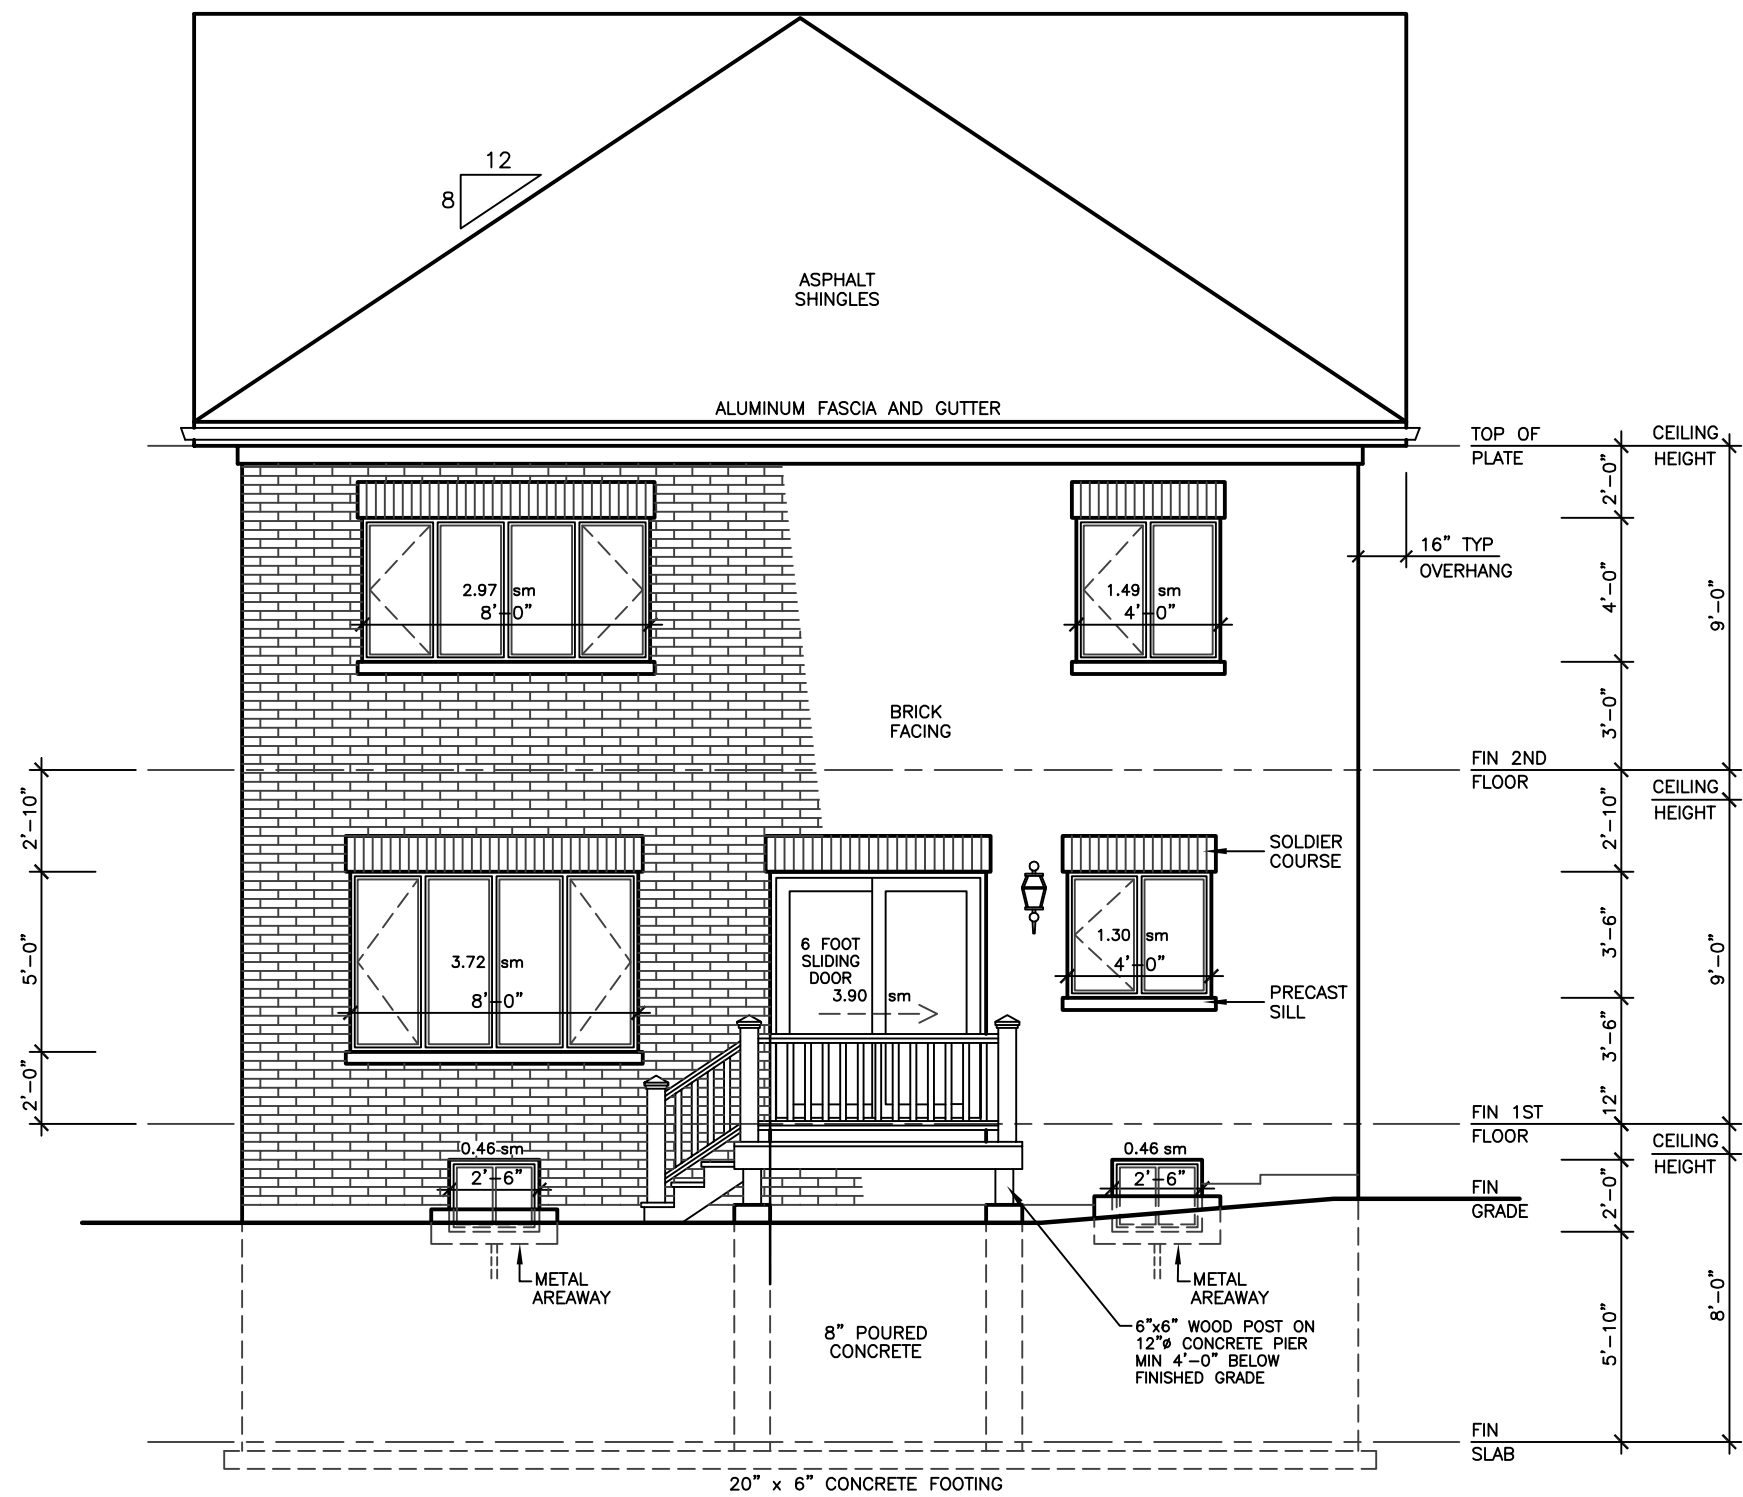 12
8
ASPHALT
SHINGLES
ALUMINUM FASCIA AND GUTTER
TOP OF
PLATE
CEILING
HEIGHT
2'-0"
16" TYP
OVERHANG
4'-0"
9'-0"
2.97 sm
8'-0"
1.49 sm
4'-0"
BRICK
FACING
3'-0"
FIN 2ND
FLOOR
CEILING
HEIGHT
2'-10"
2'-10"
SOLDIER
COURSE
5'-0"
3'-6"
9'-0"
6 FOOT
SLIDING
DOOR
3.90 sm
3.72 sm
8'-0"
1.30 sm
4'-0"
PRECAST
SILL
3'-6"
2'-0"
12"
FIN 1ST
FLOOR
CEILING
HEIGHT
0.46 sm
2'-6"
0.46 sm
2'-6"
2'-0"
FIN
GRADE
METAL
AREAWAY
METAL
AREAWAY
8'-0"
5'-10"
8" POURED
CONCRETE
6"x6" WOOD POST ON
12"ø CONCRETE PIER
MIN 4'-0" BELOW
FINISHED GRADE
FIN
SLAB
20" x 6" CONCRETE FOOTING